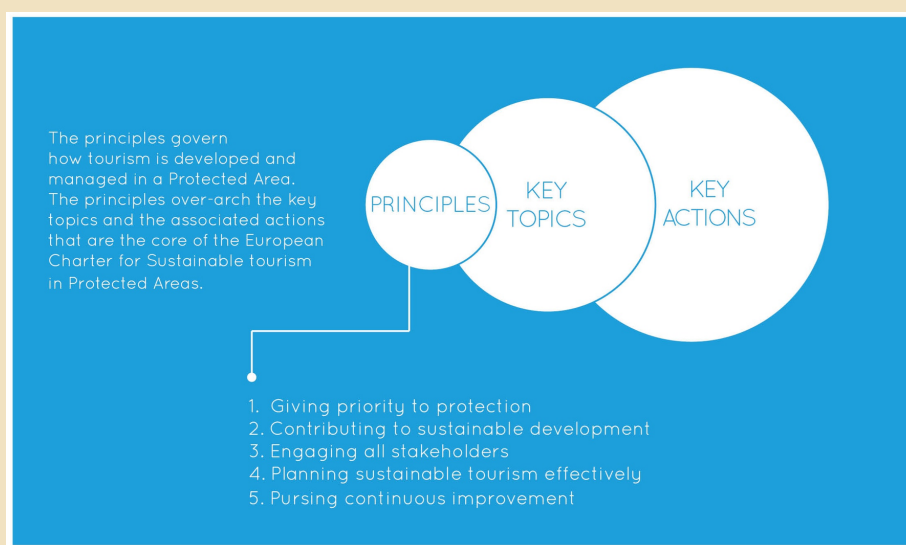 The principles govern
how tourism is developed and
managed in a Protected Area.
The principles over-arch the key
topics and the associated actions
that are the core of the European
Charter for Sustainable tourism
in Protected Areas.
PRINCIPLES
KEY
TOPICS
KEY
ACTIONS
1. Giving priority to protection
2. Contributing to sustainable development
3. Engaging all stakeholders
4. Planning sustainable tourism effectively
5. Pursing continuous improvement